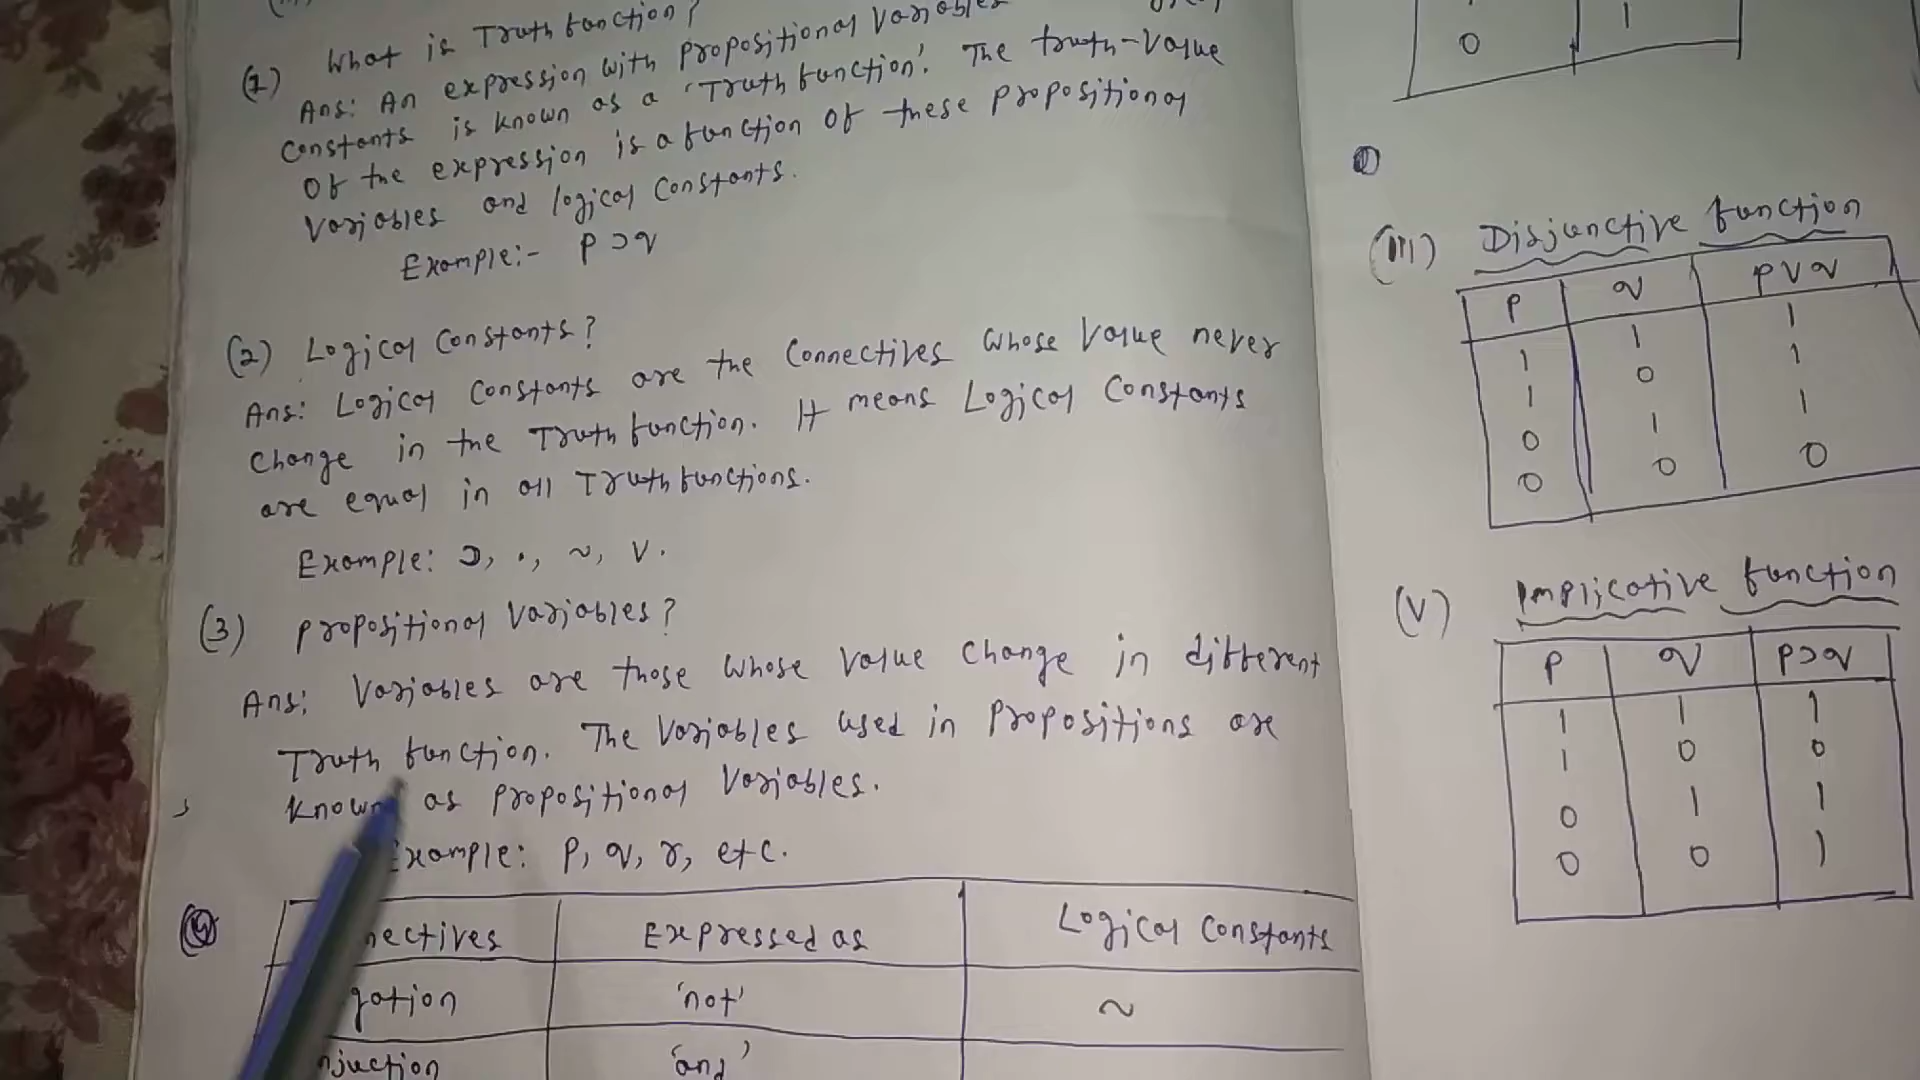 (1) What is Truth function?
Ans: An expression with propositional variables
Constants is known as a 'Truth function'. The truth-value
Of the expression is a function of these propositional
variables and logical constants.
Example:- p ⊃ q
(2) Logical constants?
Ans: Logical constants are the connectives whose value never
change in the Truth function. It means Logical Constants
are equal in all Truth functions.
Example: ⊃, ·, ~, V.
(3) propositional variables?
Ans: Variables are those whose value change in different
Truth function. The variables used in propositions are
known as propositional variables.
Example: p, q, r, etc.
(4)
nectives Expressed as Logical constants
gation 'not' ~
njuction 'and'
0 1
(III) Disjunctive function
p q p V q
1 1 1
1 0 1
0 1 1
0 0 0
(V) Implicative function
p q p ⊃ q
1 1 1
1 0 0
0 1 1
0 0 1